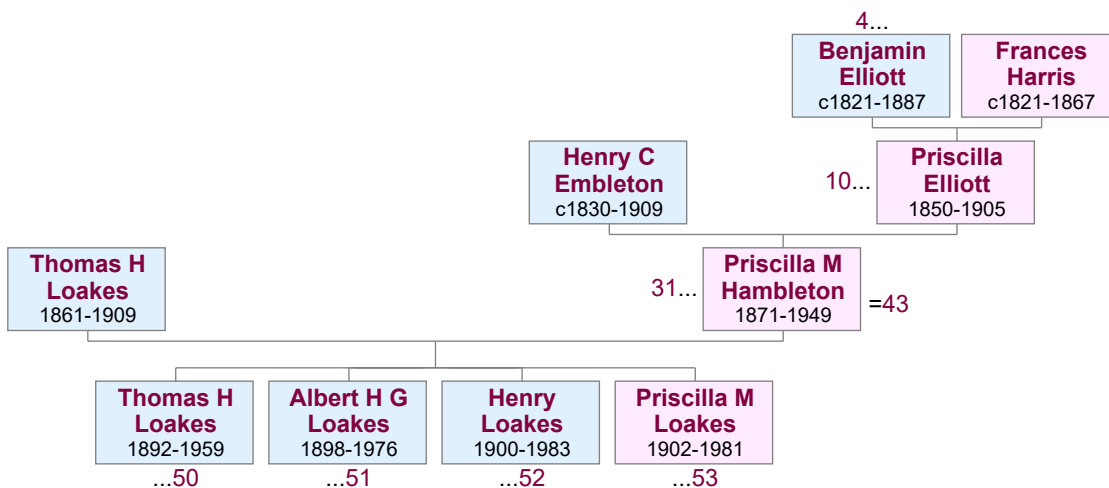 4...
Benjamin
Elliott
c1821-1887
Frances
Harris
c1821-1867
Henry C
Embleton
c1830-1909
10...
Priscilla
Elliott
1850-1905
Thomas H
Loakes
1861-1909
31...
Priscilla M
Hambleton
1871-1949
=43
Thomas H
Loakes
1892-1959
Albert H G
Loakes
1898-1976
Henry
Loakes
1900-1983
Priscilla M
Loakes
1902-1981
...50
...51
...52
...53